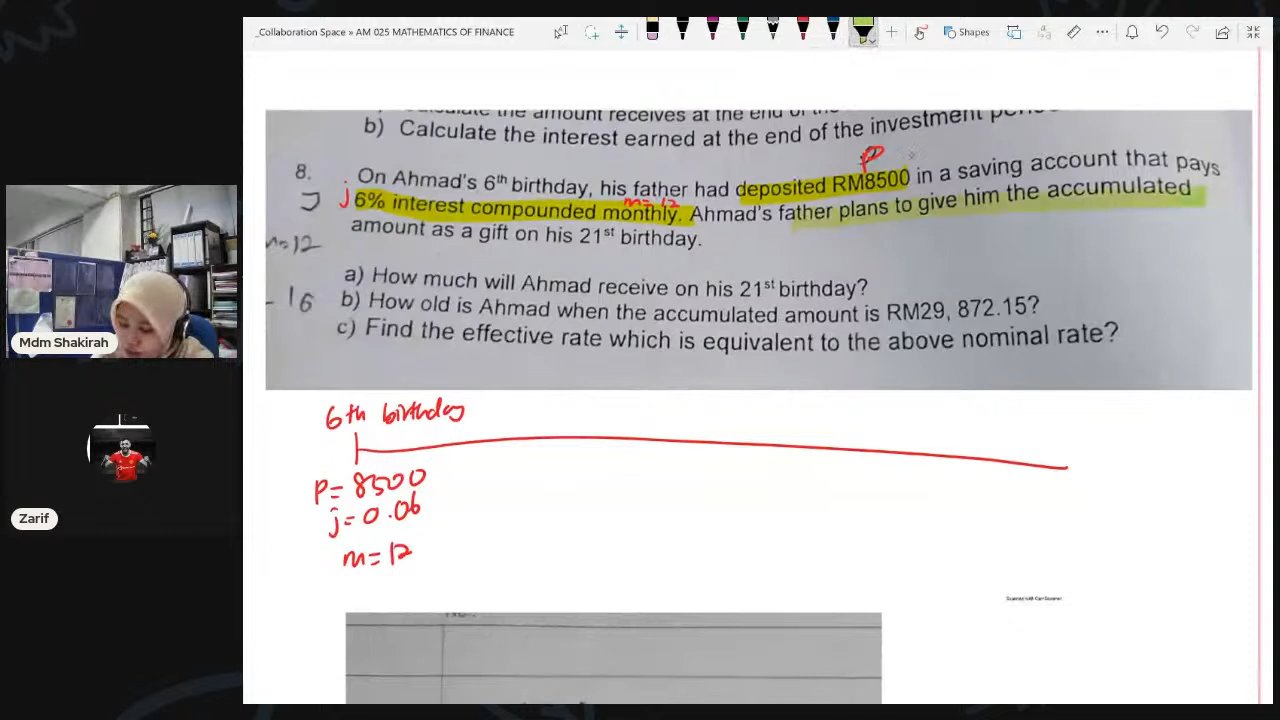 _Collaboration Space » AM 025 MATHEMATICS OF FINANCE
Shapes
b) Calculate the interest earned at the end of the investment
P
8. On Ahmad's 6th birthday, his father had deposited RM8500 in a saving account that pays
j 6% interest compounded monthly. Ahmad's father plans to give him the accumulated
m=12
amount as a gift on his 21st birthday.
m=12
a) How much will Ahmad receive on his 21st birthday?
- 16
b) How old is Ahmad when the accumulated amount is RM29, 872.15?
c) Find the effective rate which is equivalent to the above nominal rate?
6th birthday
P= 8500
j= 0.06
m= 12
Mdm Shakirah
Zarif